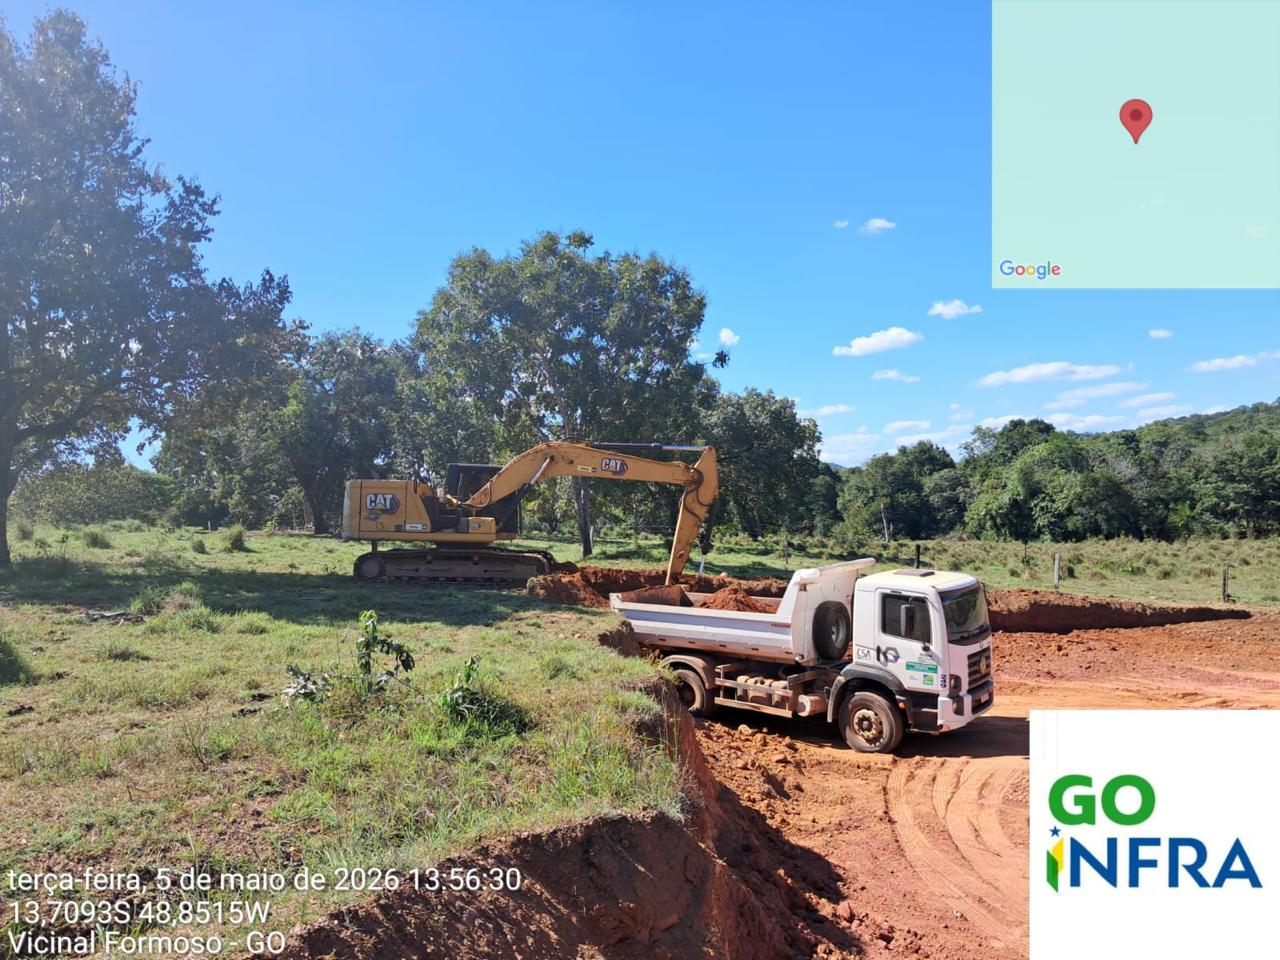 Google
CAT
CAT
CSA
GO
INFRA
terça-feira, 5 de maio de 2026 13:56:30
13,7093S 48,8515W
Vicinal Formoso - GO